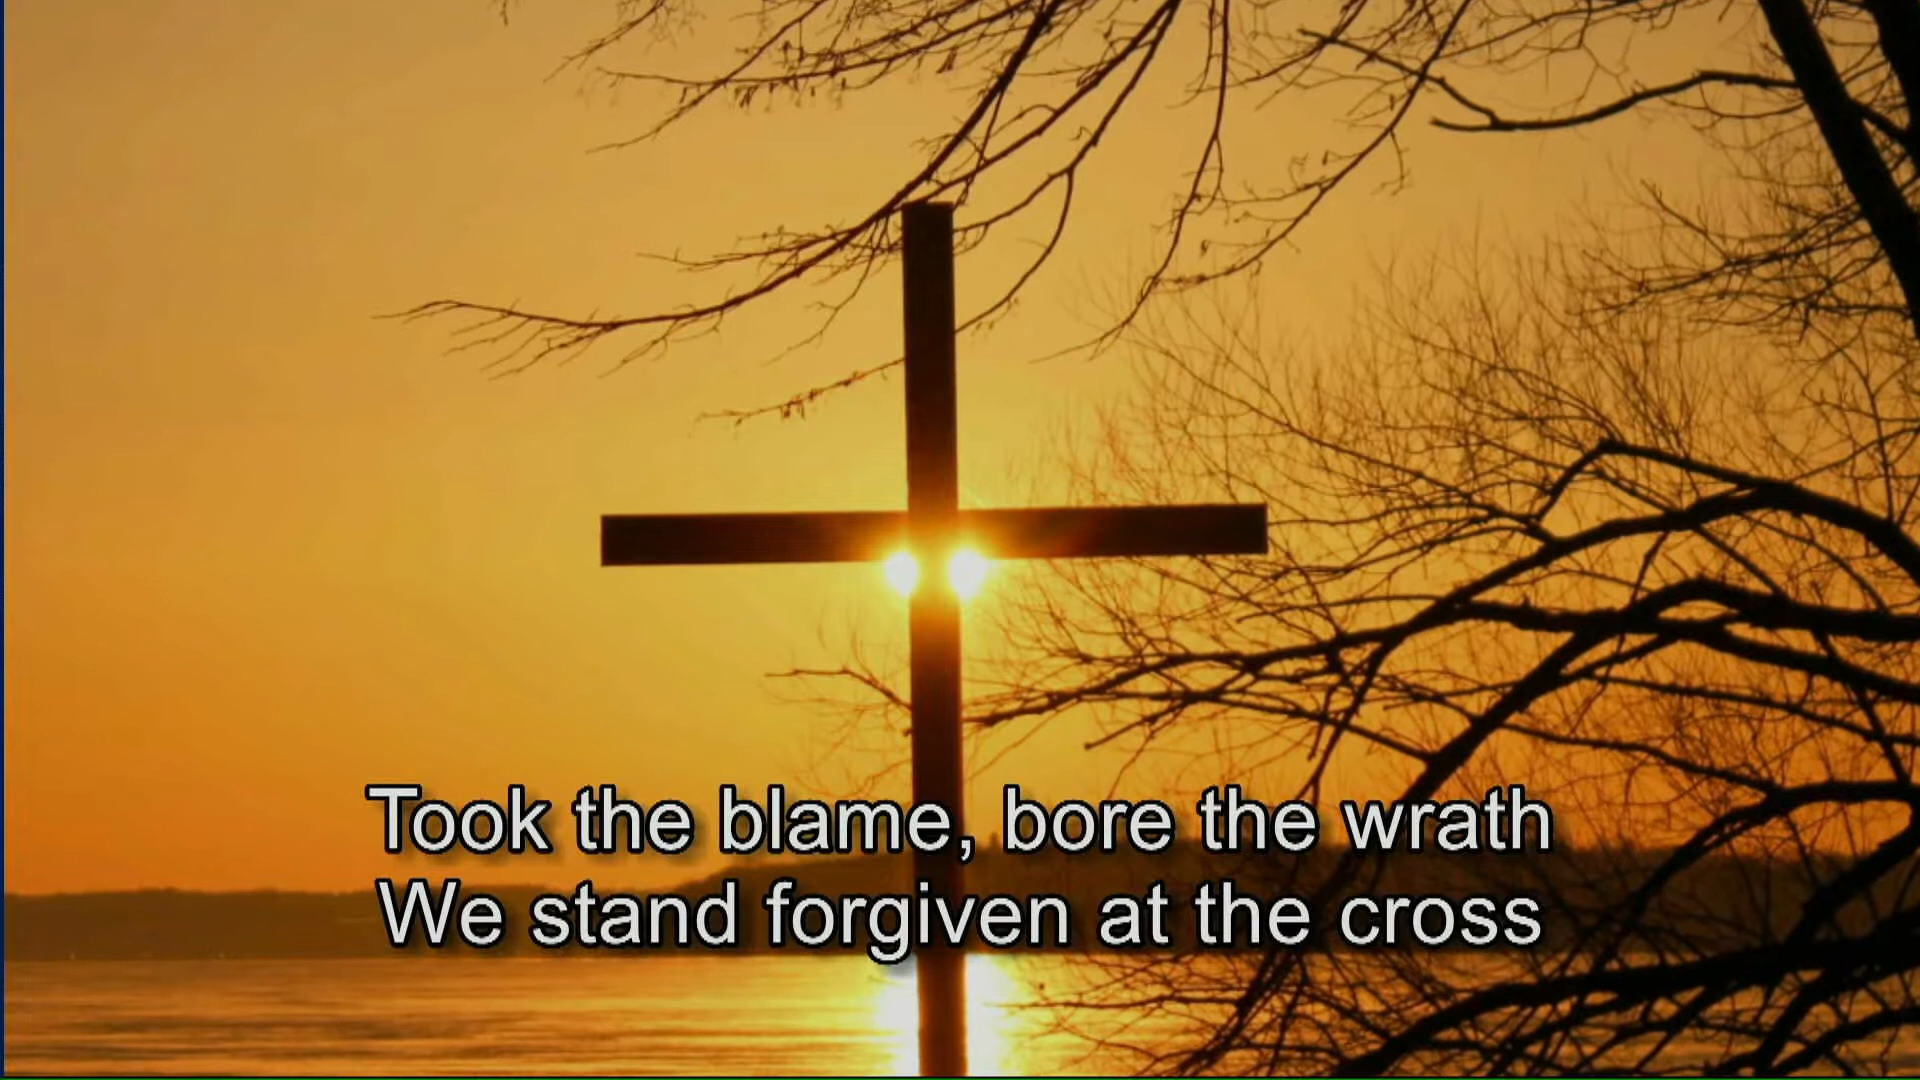 Took the blame, bore the wrath
We stand forgiven at the cross